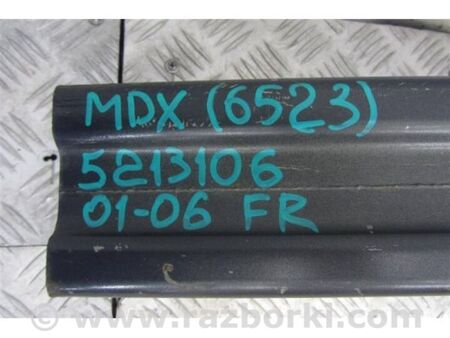 MDX (6523)
5213106
01-06 FR
© www.razborki.com